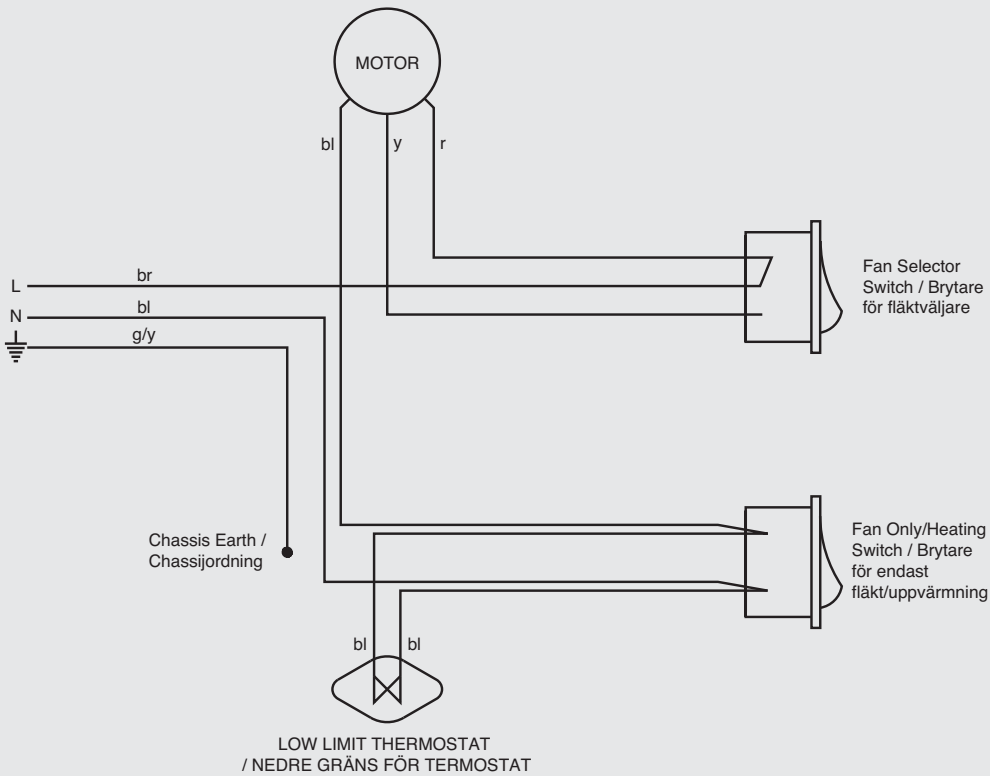 MOTOR
bl
y
r
Fan Selector
Switch / Brytare
för fläktväljare
L
br
N
bl
g/y
Chassis Earth /
Chassijordning
Fan Only/Heating
Switch / Brytare
för endast
fläkt/uppvärmning
bl
bl
LOW LIMIT THERMOSTAT
/ NEDRE GRÄNS FÖR TERMOSTAT